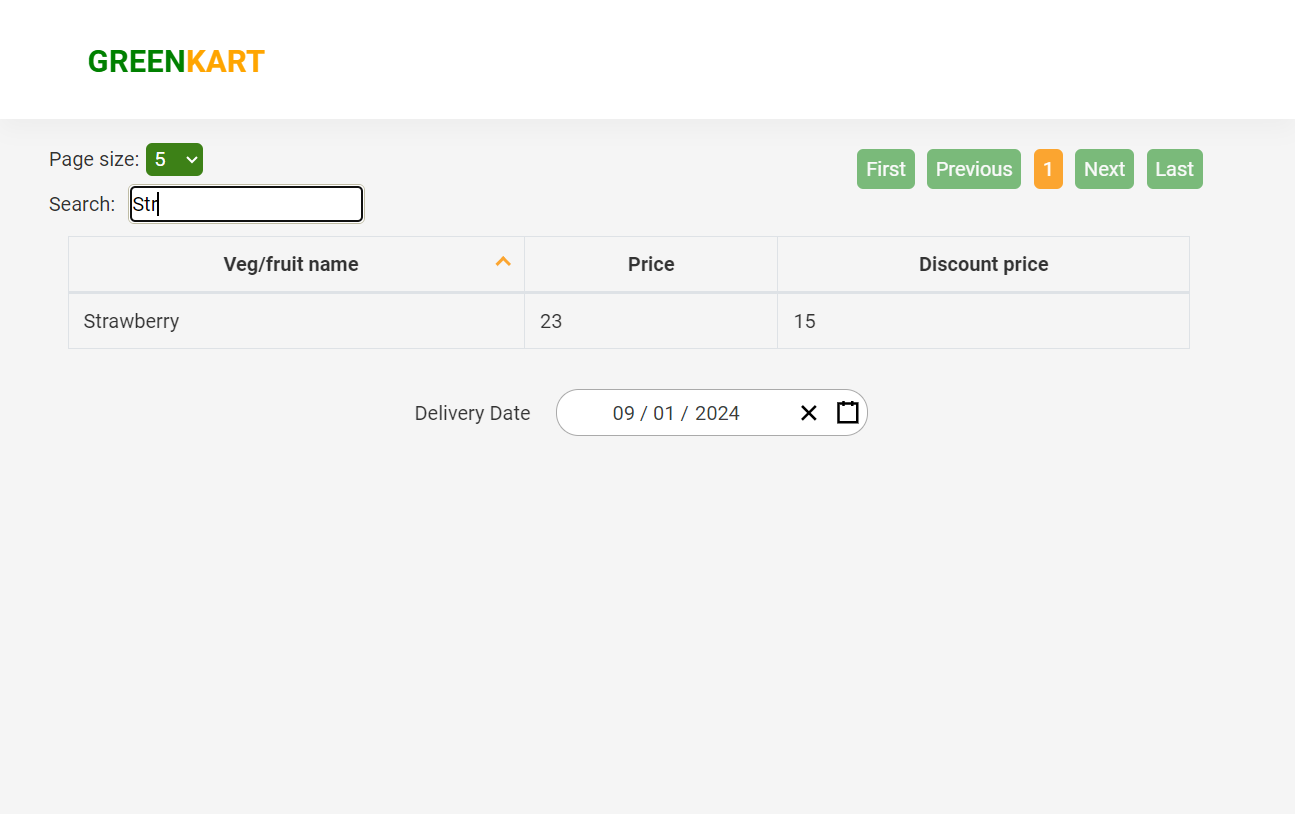 GREENKART
Page size: 5
First Previous 1 Next Last
Search: Str
Veg/fruit name Price Discount price
Strawberry 23 15
Delivery Date 09 / 01 / 2024